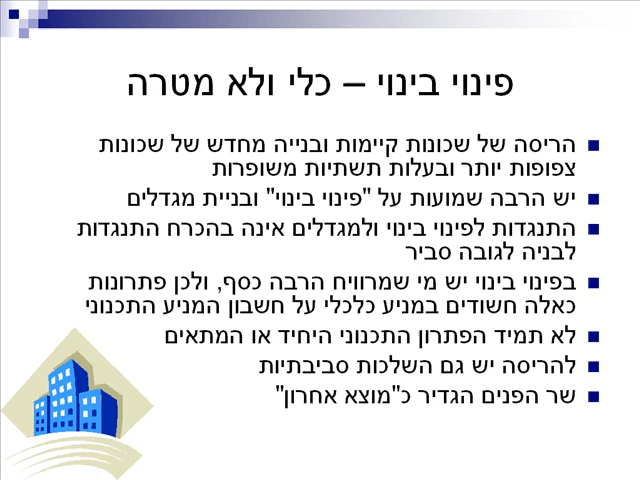 פינוי בינוי – כלי ולא מטרה
הריסה של שכונות קיימות ובנייה מחדש של שכונות
צפופות יותר ובעלות תשתיות משופרות
יש הרבה שמועות על "פינוי בינוי" ובניית מגדלים
התנגדות לפינוי בינוי ולמגדלים אינה בהכרח התנגדות
לבניה לגובה סביר
בפינוי בינוי יש מי שמרוויח הרבה כסף, ולכן פתרונות
כאלה חשודים במניע כלכלי על חשבון המניע התכנוני
לא תמיד הפתרון התכנוני היחיד או המתאים
להריסה יש גם השלכות סביבתיות
שר הפנים הגדיר כ"מוצא אחרון"